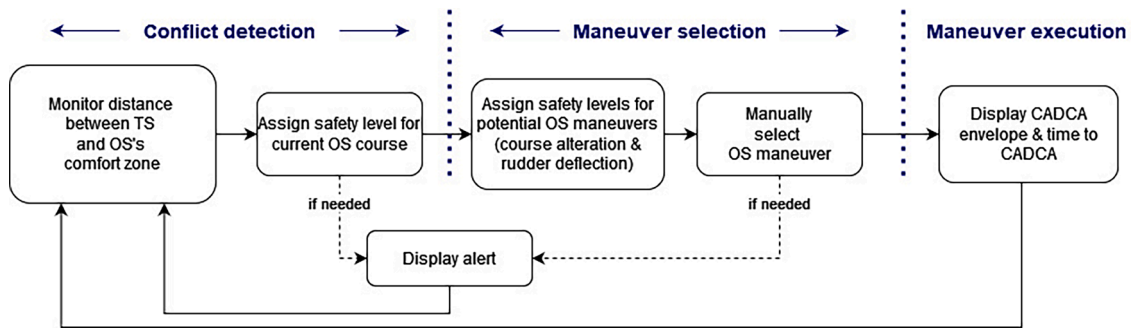 Conflict detection
Maneuver selection
Maneuver execution
Monitor distance
between TS
and OS's
comfort zone
Assign safety level for
current OS course
Assign safety levels for
potential OS maneuvers
(course alteration &
rudder deflection)
Manually
select
OS maneuver
Display CADCA
envelope & time to
CADCA
if needed
if needed
Display alert